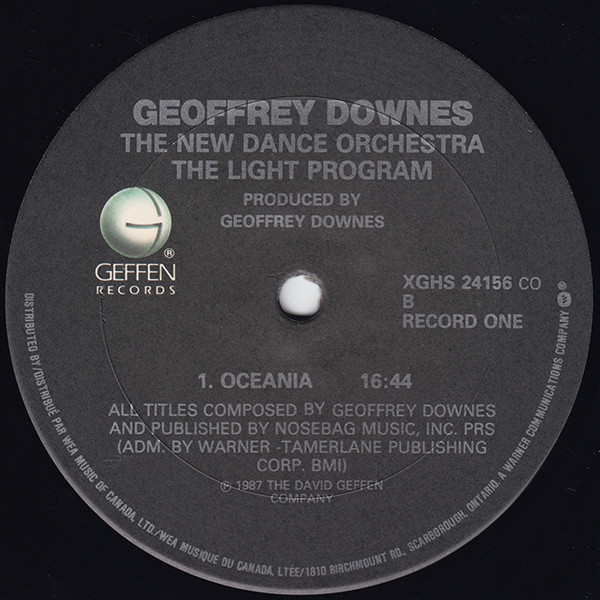 GEOFFREY DOWNES
THE NEW DANCE ORCHESTRA
THE LIGHT PROGRAM
PRODUCED BY
GEOFFREY DOWNES
G
®
GEFFEN
RECORDS
XGHS 24156 CO
B
RECORD ONE
1. OCEANIA 16:44
ALL TITLES COMPOSED BY GEOFFREY DOWNES
AND PUBLISHED BY NOSEBAG MUSIC, INC. PRS
(ADM. BY WARNER -TAMERLANE PUBLISHING
CORP. BMI)
℗ 1987 THE DAVID GEFFEN
COMPANY
DISTRIBUTED BY/DISTRIBUÉ PAR WEA MUSIC OF CANADA, LTD./WEA MUSIQUE DU CANADA, LTÉE/1810 BIRCHMOUNT RD., SCARBOROUGH, ONTARIO. A WARNER COMMUNICATIONS COMPANY ®